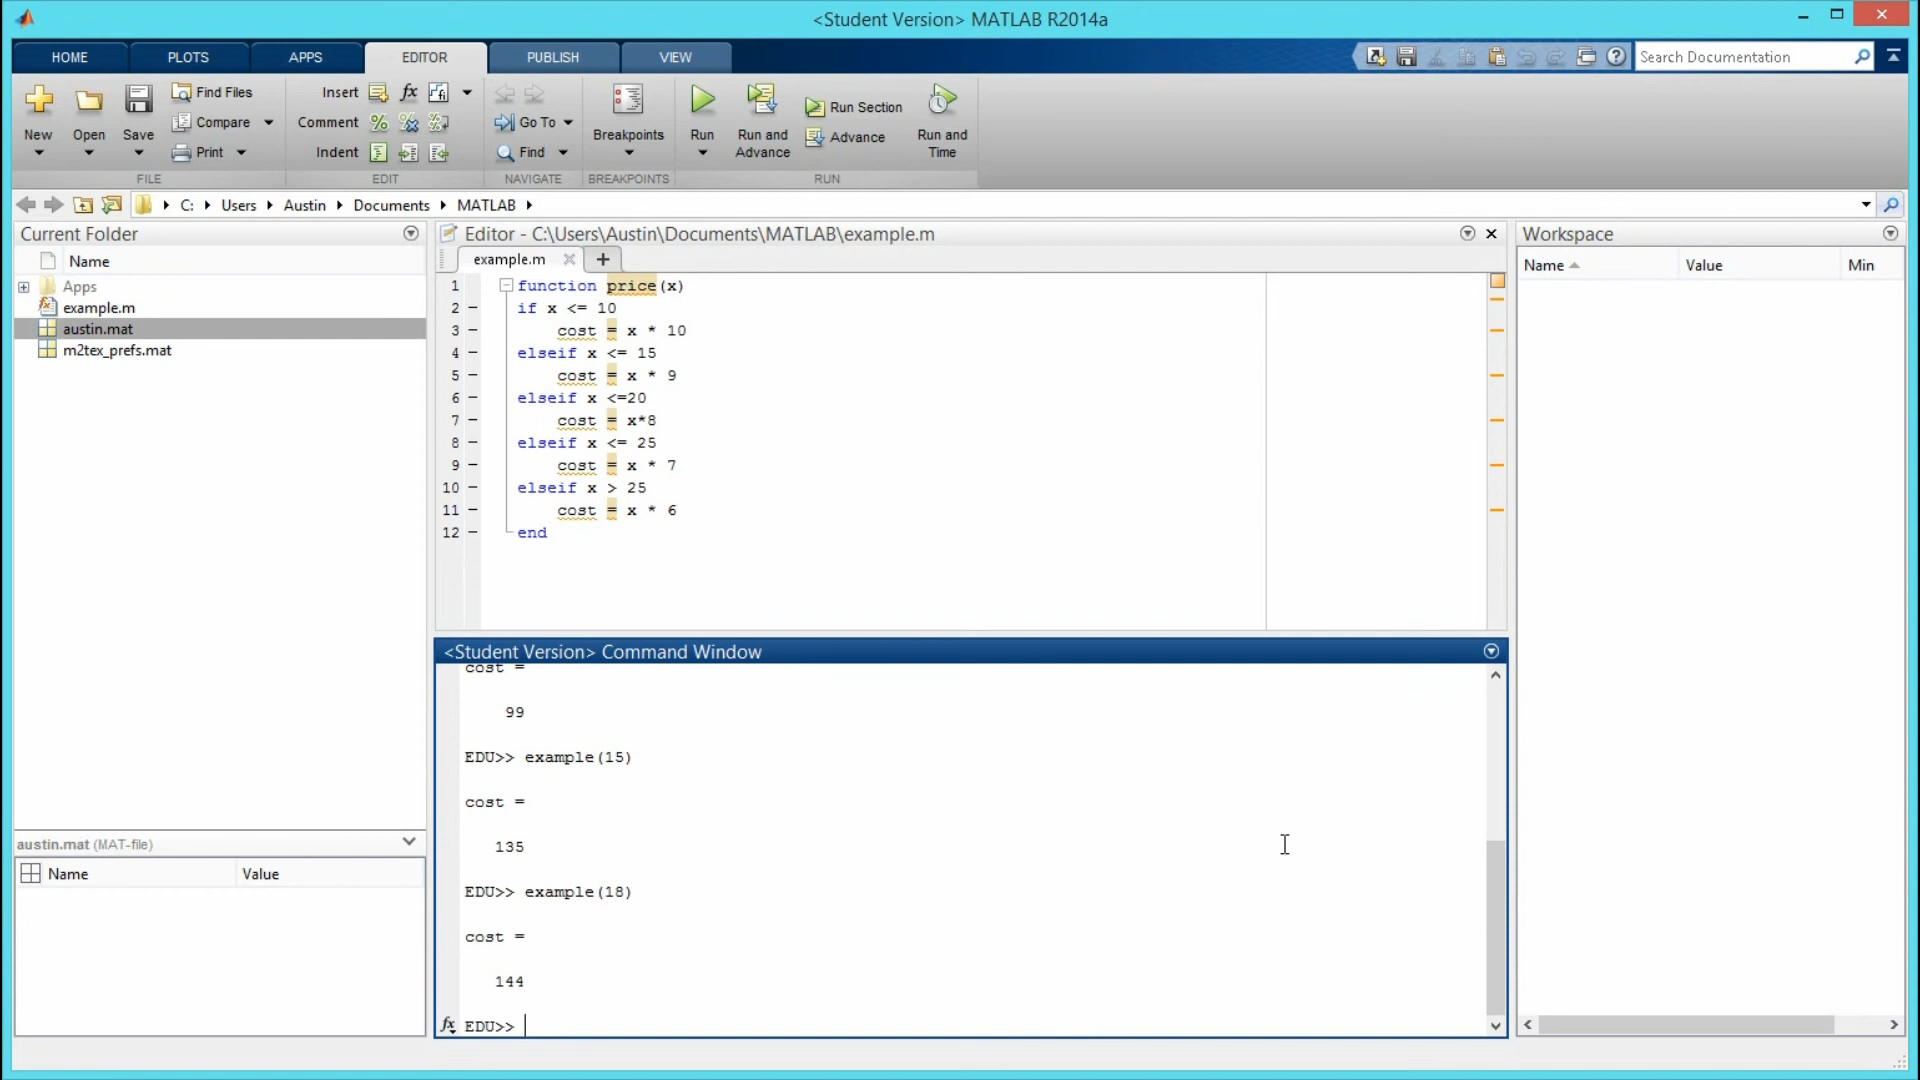 <Student Version> MATLAB R2014a
HOME PLOTS APPS EDITOR PUBLISH VIEW
Search Documentation
New
Open
Save
Find Files
Compare
Print
FILE
Insert
Comment
Indent
EDIT
Go To
Find
NAVIGATE
Breakpoints
BREAKPOINTS
Run
Run and
Advance
Run Section
Advance
Run and
Time
RUN
C: Users Austin Documents MATLAB
Current Folder
Name
Apps
example.m
austin.mat
m2tex_prefs.mat
austin.mat (MAT-file)
Name Value
Editor - C:\Users\Austin\Documents\MATLAB\example.m
example.m
1 function price(x)
2 if x <= 10
3 cost = x * 10
4 elseif x <= 15
5 cost = x * 9
6 elseif x <=20
7 cost = x*8
8 elseif x <= 25
9 cost = x * 7
10 elseif x > 25
11 cost = x * 6
12 end
<Student Version> Command Window
cost =
99
EDU>> example(15)
cost =
135
EDU>> example(18)
cost =
144
fx EDU>>
Workspace
Name Value Min